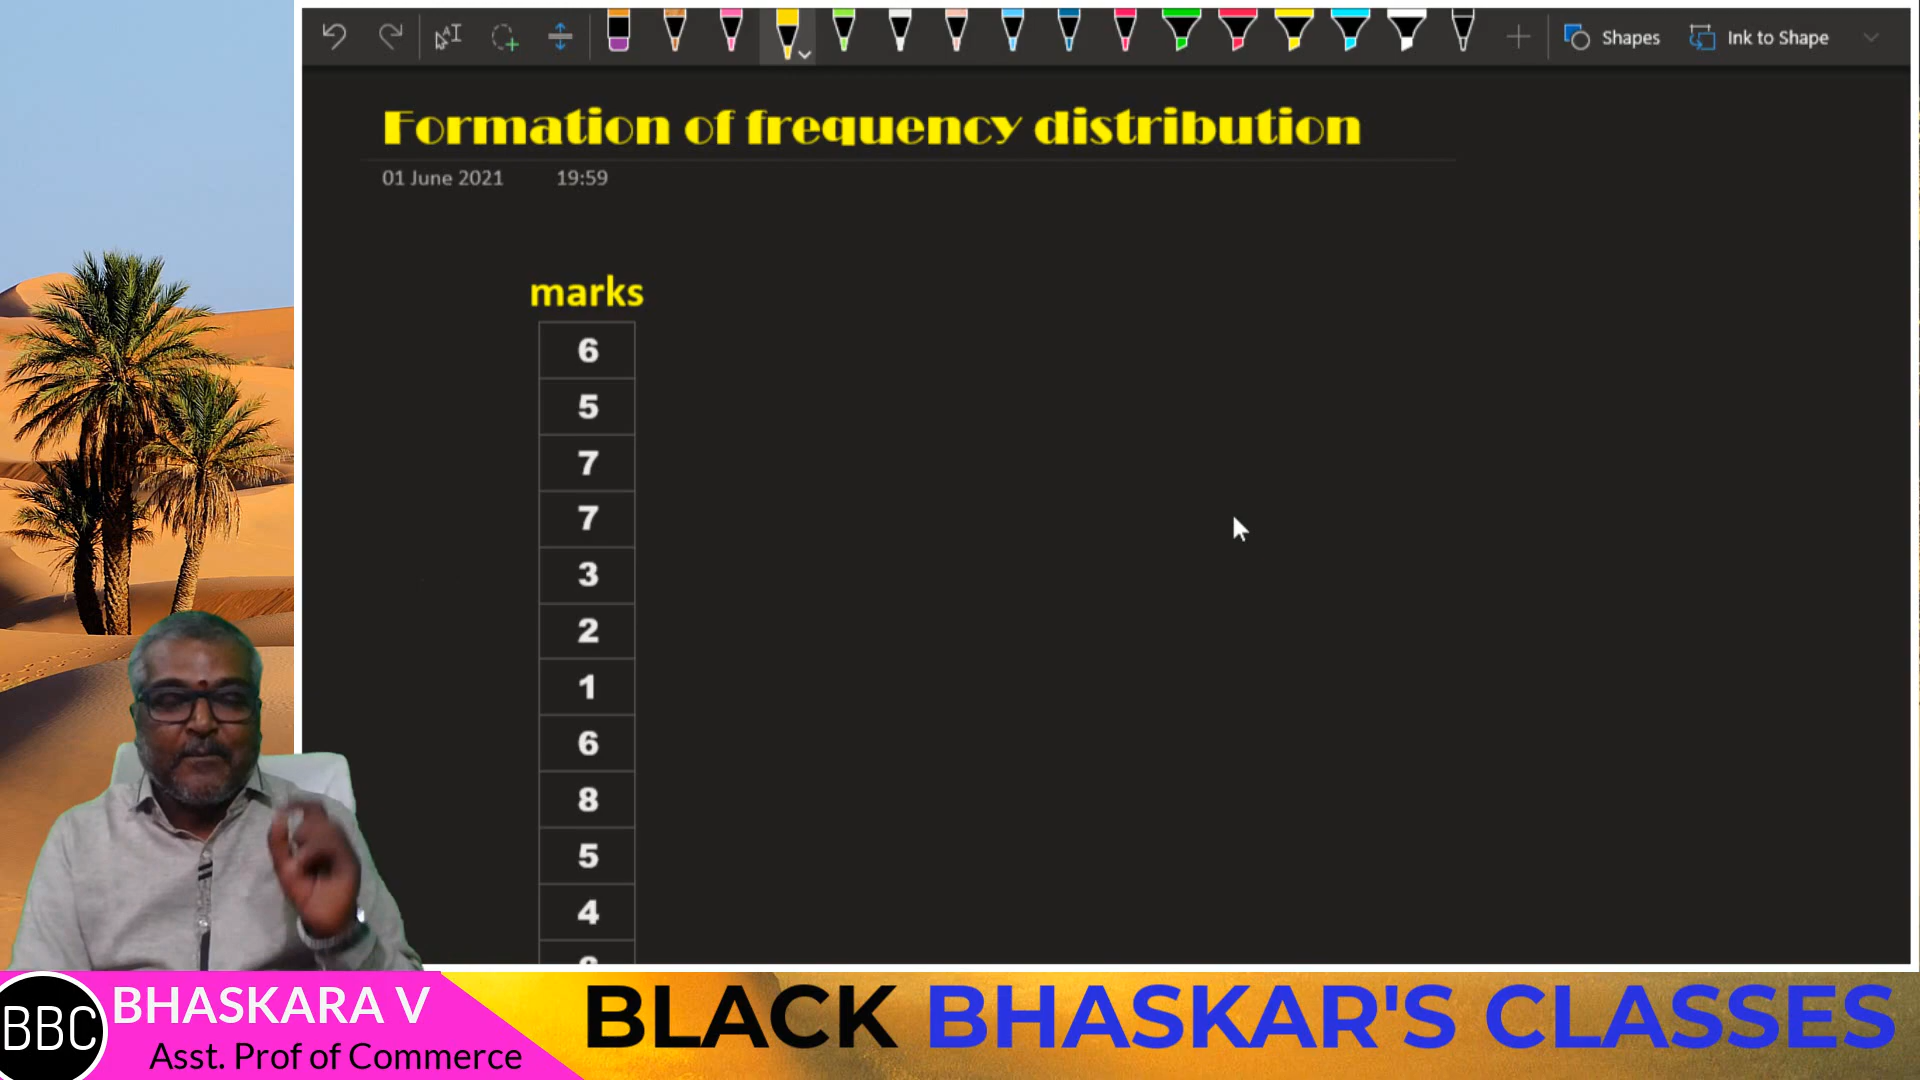 Shapes
Ink to Shape
Formation of frequency distribution
01 June 2021 19:59
marks
6
5
7
7
3
2
1
6
8
5
4
BBC
BHASKARA V
Asst. Prof of Commerce
BLACK BHASKAR'S CLASSES